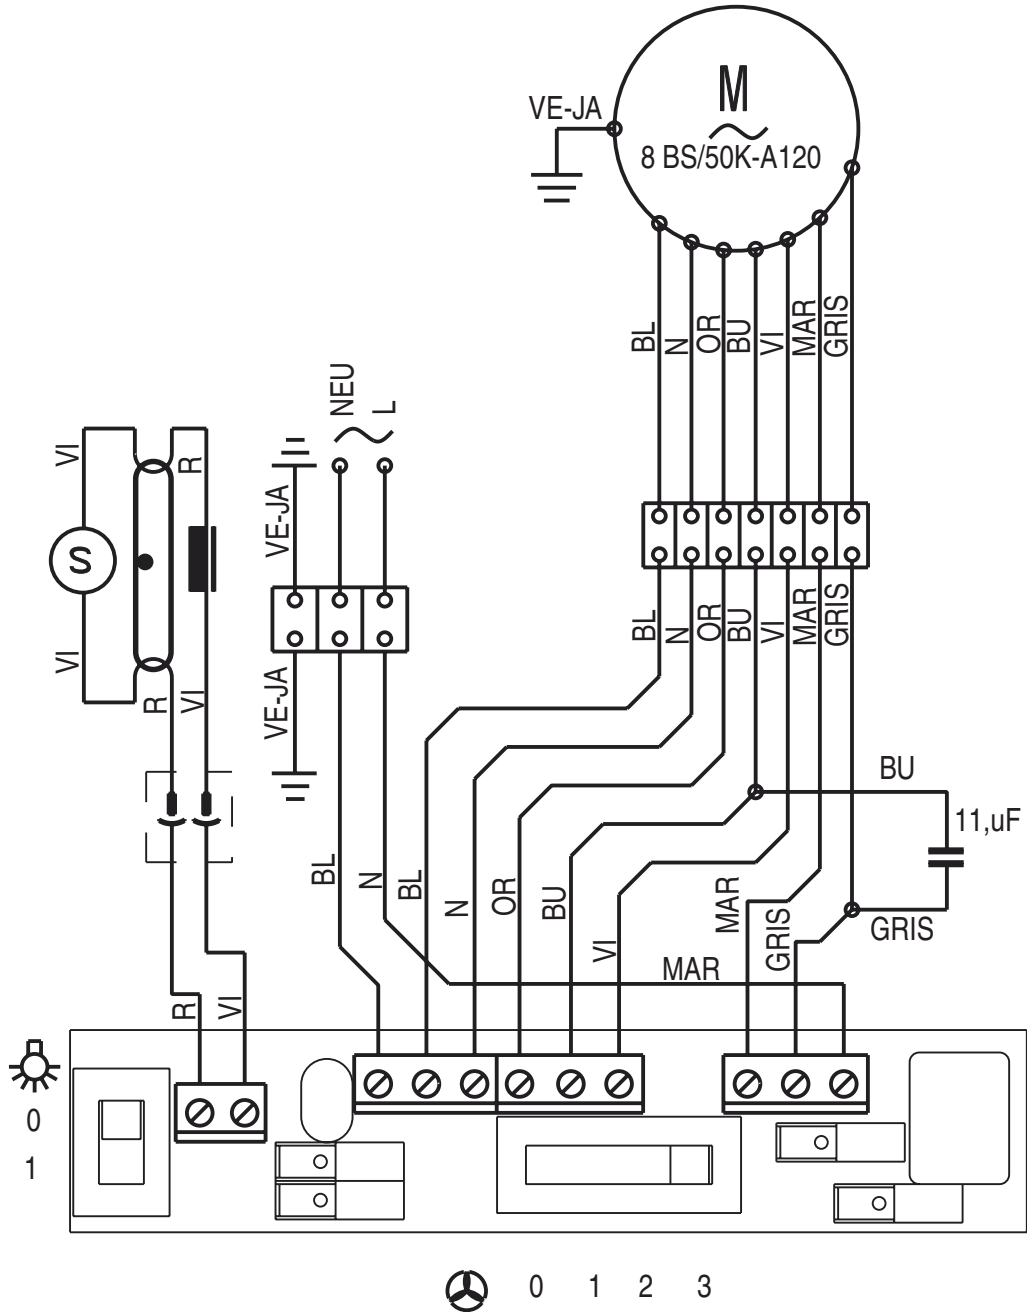 M
VE-JA
8 BS/50K-A120
BL N OR BU VI MAR GRIS
NEU L
VI R
VE-JA
S
BL N OR BU VI MAR GRIS
VI
R VI
VE-JA
BU
11,uF
BL N BL N OR BU VI MAR GRIS
GRIS
MAR
R VI
0
1
0 1 2 3